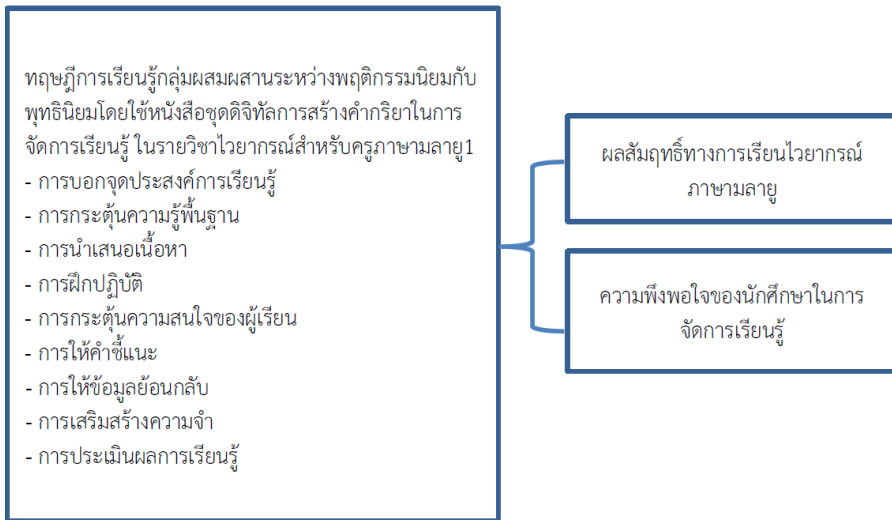 ทฤษฎีการเรียนรู้กลุ่มผสมผสานระหว่างพฤติกรรมนิยมกับ
พุทธินิยมโดยใช้หนังสือชุดดิจิทัลการสร้างคำกริยาในการ
จัดการเรียนรู้ ในรายวิชาไวยากรณ์สำหรับครูภาษามลายู1
- การบอกจุดประสงค์การเรียนรู้
- การกระตุ้นความรู้พื้นฐาน
- การนำเสนอเนื้อหา
- การฝึกปฏิบัติ
- การกระตุ้นความสนใจของผู้เรียน
- การให้คำชี้แนะ
- การให้ข้อมูลย้อนกลับ
- การเสริมสร้างความจำ
- การประเมินผลการเรียนรู้
ผลสัมฤทธิ์ทางการเรียนไวยากรณ์
ภาษามลายู
ความพึงพอใจของนักศึกษาในการ
จัดการเรียนรู้